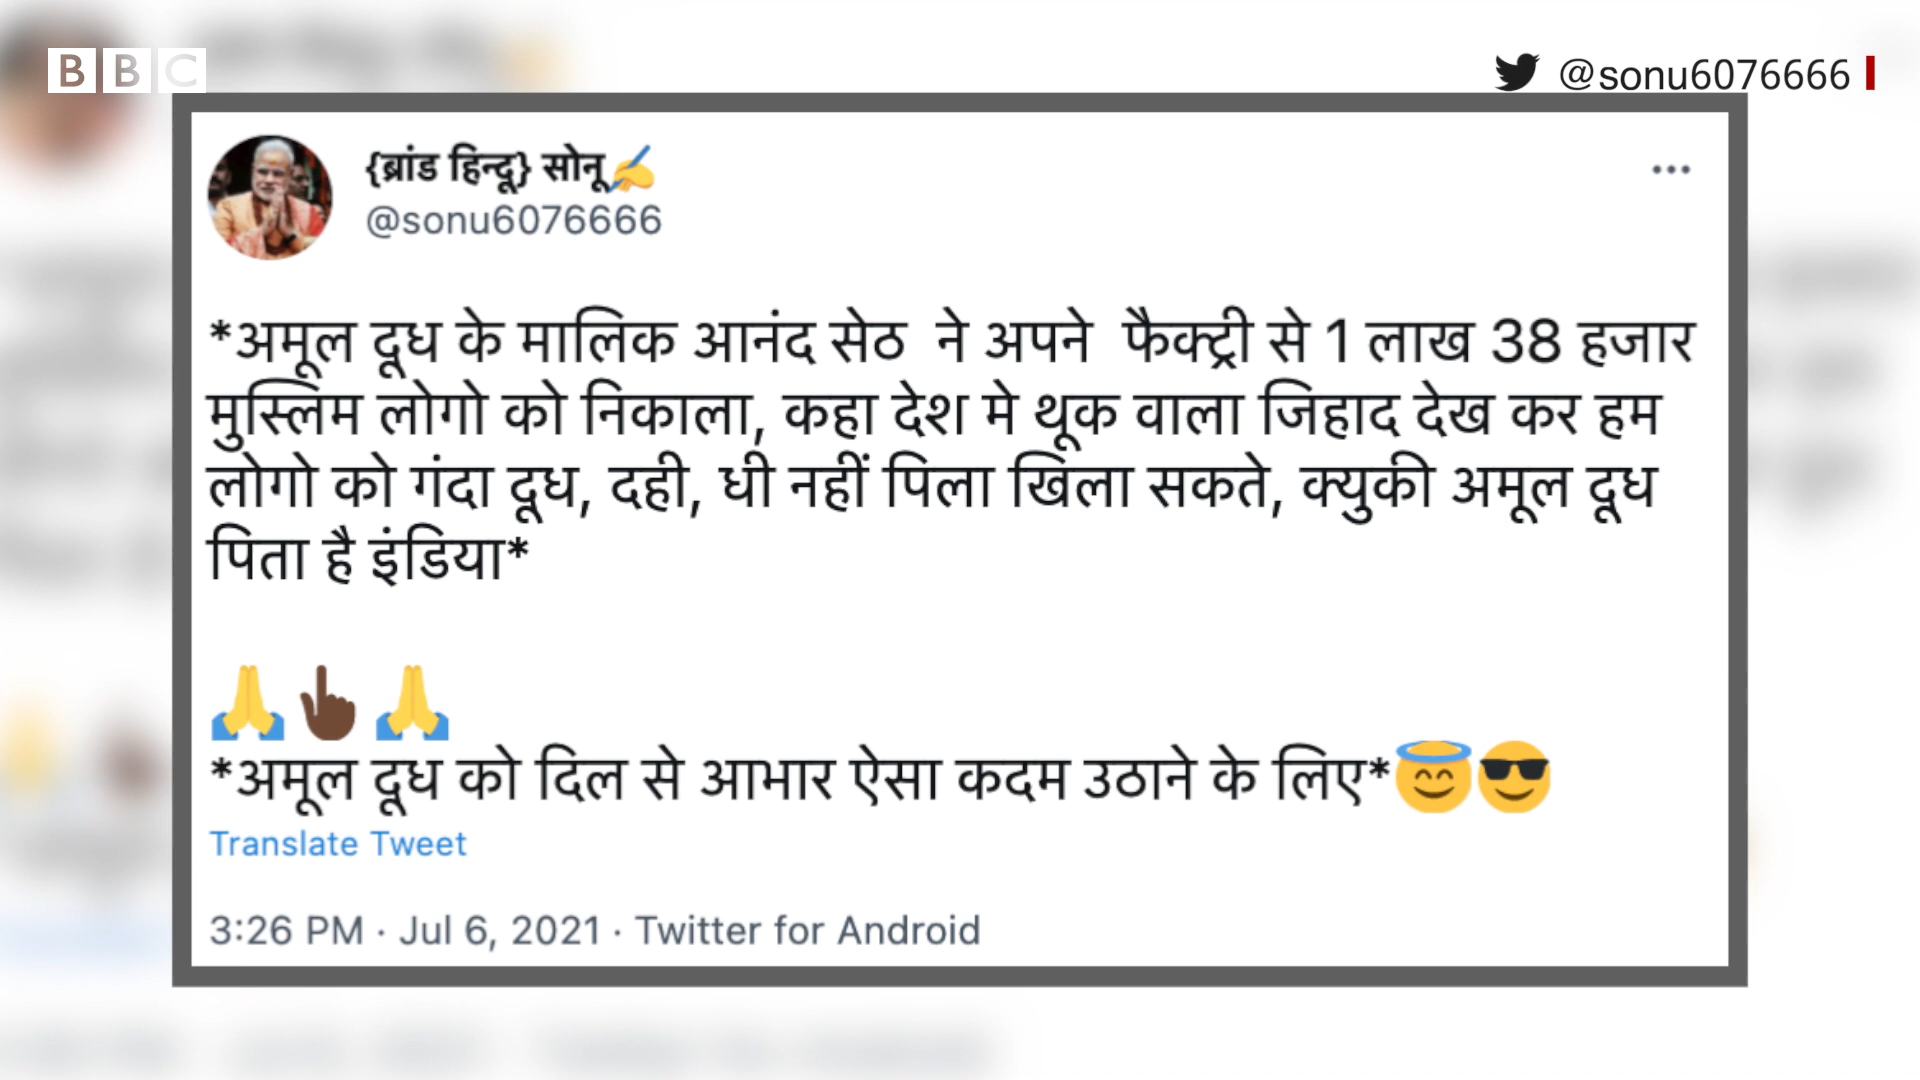 BBC
@sonu6076666
{ब्रांड हिन्दू} सोनू✍️
@sonu6076666
*अमूल दूध के मालिक आनंद सेठ ने अपने फैक्ट्री से 1 लाख 38 हजार
मुस्लिम लोगो को निकाला, कहा देश मे थूक वाला जिहाद देख कर हम
लोगो को गंदा दूध, दही, धी नहीं पिला खिला सकते, क्युकी अमूल दूध
पिता है इंडिया*
🙏👆🏿🙏
*अमूल दूध को दिल से आभार ऐसा कदम उठाने के लिए*😇😎
Translate Tweet
3:26 PM · Jul 6, 2021 · Twitter for Android